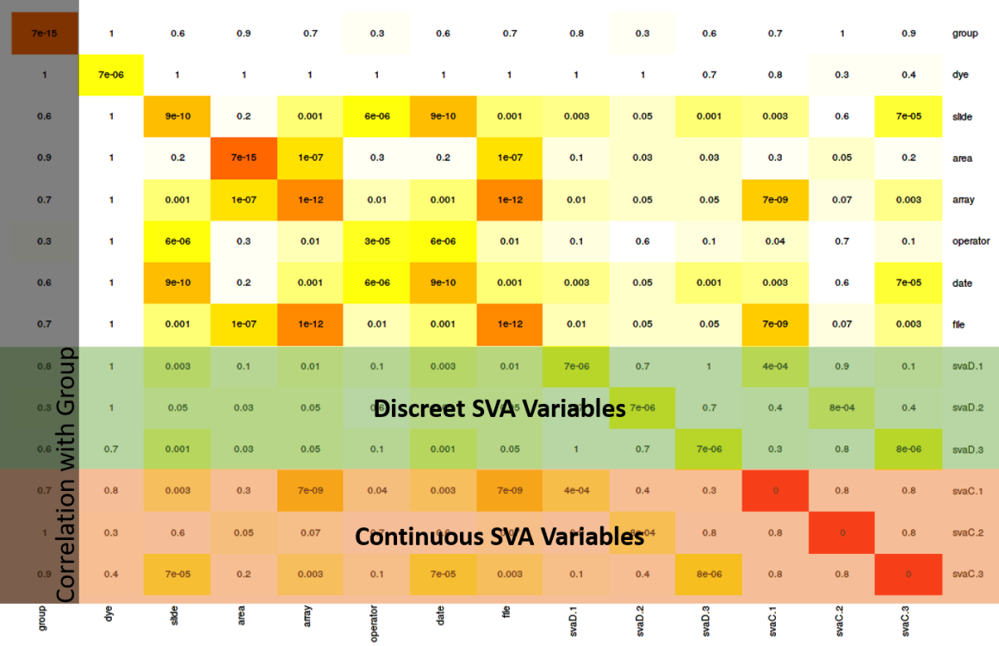 7e-15 1 0.6 0.9 0.7 0.3 0.6 0.7 0.8 0.3 0.6 0.7 1 0.9 group
1 7e-06 1 1 1 1 1 1 1 1 0.7 0.8 0.3 0.4 dye
0.6 1 9e-10 0.2 0.001 6e-06 9e-10 0.001 0.003 0.05 0.001 0.003 0.6 7e-05 slide
0.9 1 0.2 7e-15 1e-07 0.3 0.2 1e-07 0.1 0.03 0.03 0.3 0.05 0.2 area
0.7 1 0.001 1e-07 1e-12 0.01 0.001 1e-12 0.01 0.05 0.05 7e-09 0.07 0.003 array
0.3 1 6e-06 0.3 0.01 3e-05 6e-06 0.01 0.1 0.6 0.1 0.04 0.7 0.1 operator
0.6 1 9e-10 0.2 0.001 6e-06 9e-10 0.001 0.003 0.05 0.001 0.003 0.6 7e-05 date
0.7 1 0.001 1e-07 1e-12 0.01 0.001 1e-12 0.01 0.05 0.05 7e-09 0.07 0.003 file
0.8 1 0.003 0.1 0.01 0.1 0.003 0.01 7e-06 0.7 1 4e-04 0.9 0.1 svaD.1
0.3 1 0.05 0.03 0.05 7e-06 0.7 0.4 8e-04 0.4 svaD.2
Discreet SVA Variables
0.6 0.7 0.001 0.03 0.05 0.1 0.001 0.05 1 0.7 7e-06 0.3 0.8 8e-06 svaD.3
0.7 0.8 0.003 0.3 7e-09 0.04 0.003 7e-09 4e-04 0.4 0.3 0 0.8 0.8 svaC.1
1 0.3 0.6 0.05 0.07 0.8 0.8 0 0.8 svaC.2
Continuous SVA Variables
0.9 0.4 7e-05 0.2 0.003 0.1 7e-05 0.003 0.1 0.4 8e-06 0.8 0.8 0 svaC.3
Correlation with Group
group dye slide area array operator date file svaD.1 svaD.2 svaD.3 svaC.1 svaC.2 svaC.3